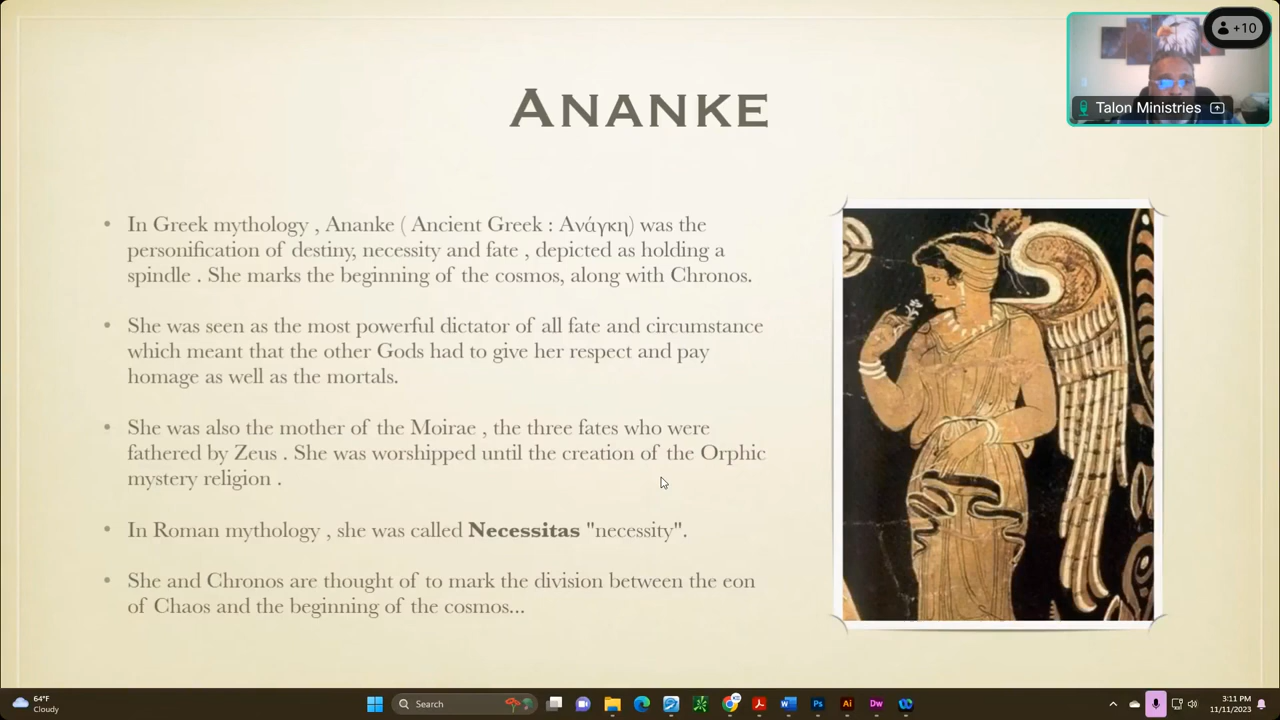 +10
Talon Ministries
ANANKE
• In Greek mythology , Ananke ( Ancient Greek : Ανάγκη) was the
personification of destiny, necessity and fate , depicted as holding a
spindle . She marks the beginning of the cosmos, along with Chronos.
• She was seen as the most powerful dictator of all fate and circumstance
which meant that the other Gods had to give her respect and pay
homage as well as the mortals.
• She was also the mother of the Moirae , the three fates who were
fathered by Zeus . She was worshipped until the creation of the Orphic
mystery religion .
• In Roman mythology , she was called Necessitas "necessity".
• She and Chronos are thought of to mark the division between the eon
of Chaos and the beginning of the cosmos...
64°F
Cloudy
Search
3:11 PM
11/11/2023